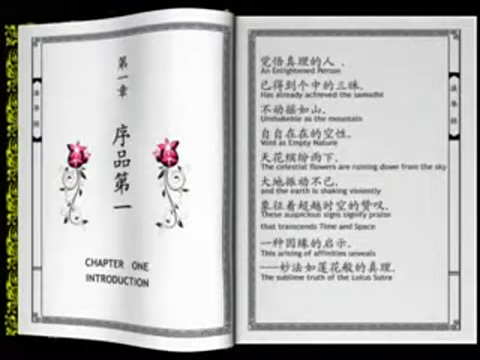 第一章
序品第一
CHAPTER ONE
INTRODUCTION
觉悟真理的人 .
An Enlightened Person
已得到个中的三昧.
Has already achieved the samadhi
不动摇如山.
Unshakable as the mountain
自自在在的空性.
Void as Empty Nature
天花缤纷而下.
The celestial flowers are raining down from the sky
大地振动不已.
and the earth is shaking violently
象征着超越时空的赞叹.
These auspicious signs signify praise
that transcends Time and Space
一种因缘的启示.
This arising of affinities unveals
---妙法如莲花般的真理.
The sublime truth of the Lotus Sutra